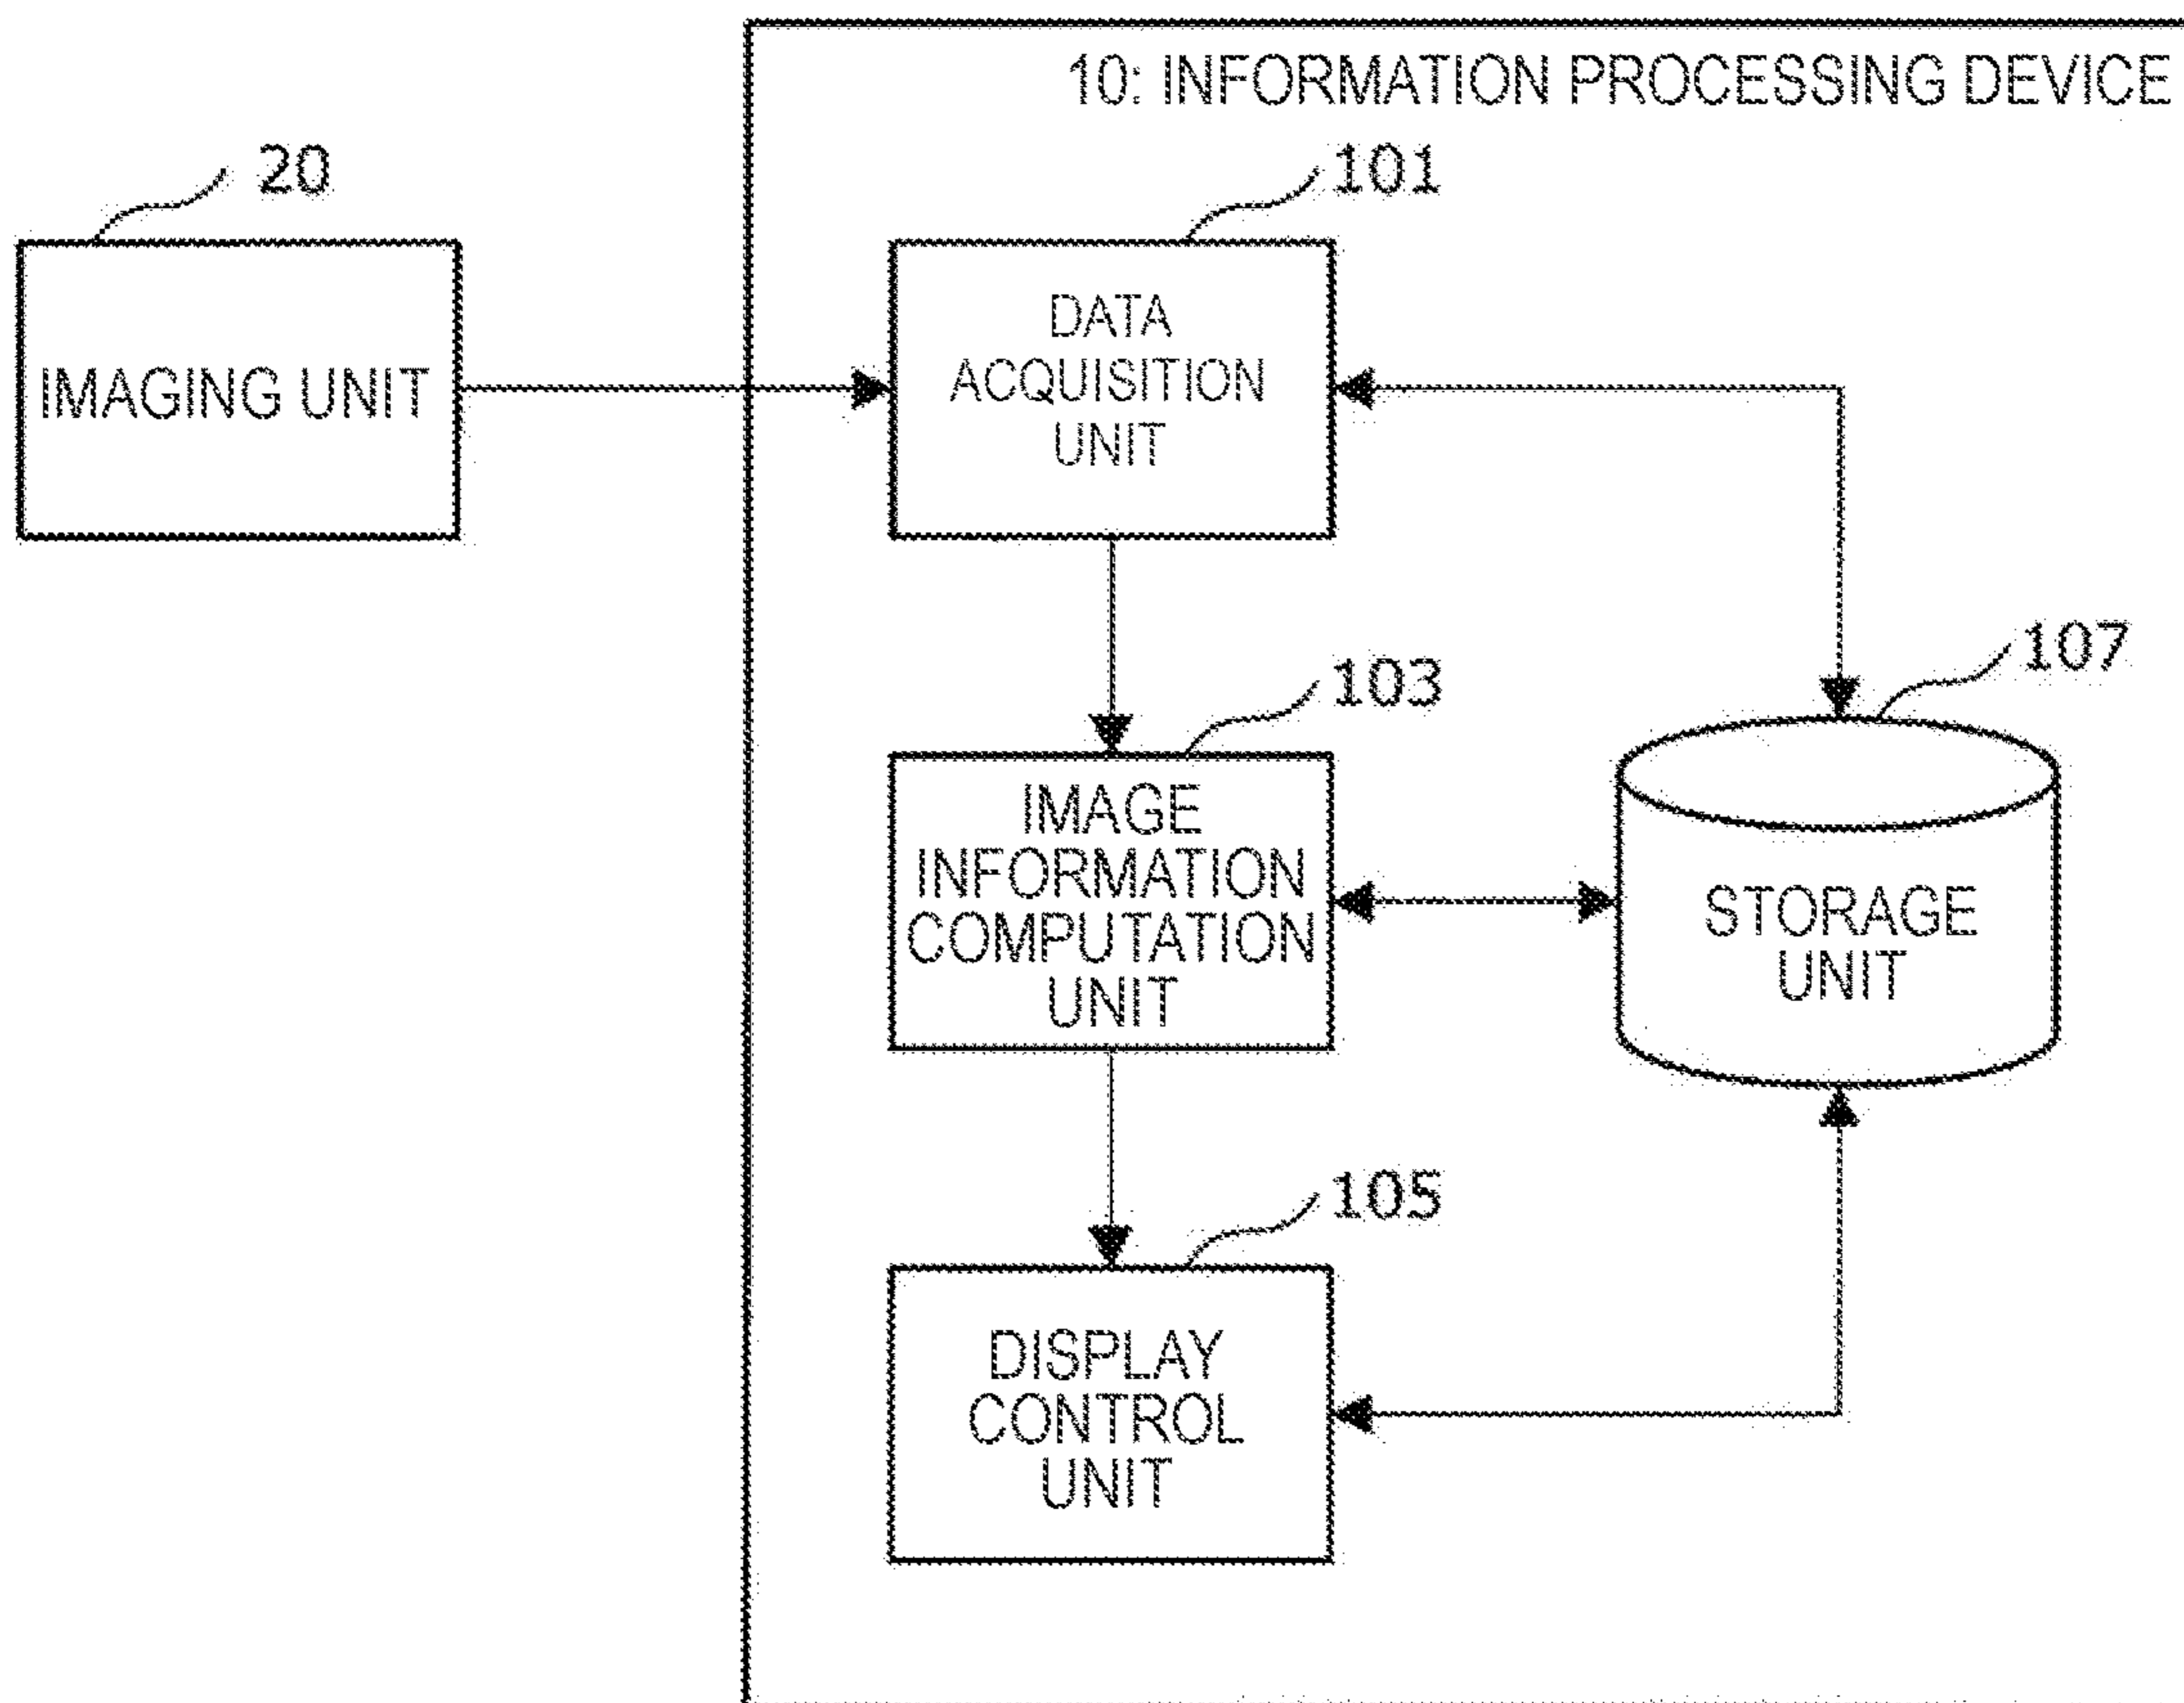 10: INFORMATION PROCESSING DEVICE
20
101
IMAGING UNIT
DATA
ACQUISITION
UNIT
103
107
IMAGE
INFORMATION
COMPUTATION
UNIT
STORAGE
UNIT
105
DISPLAY
CONTROL
UNIT